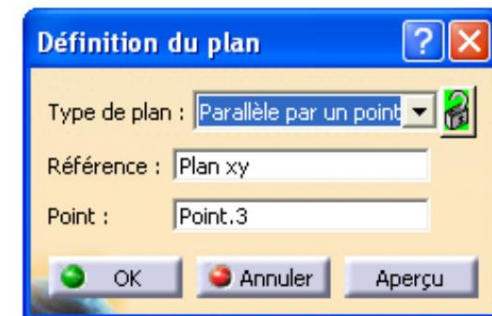 Définition du plan
Type de plan : Parallèle par un point
Référence : Plan xy
Point : Point.3
OK Annuler Aperçu